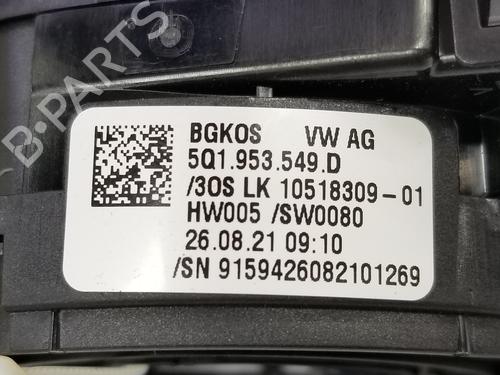 B-PARTS
BGKOS VW AG
5Q1.953.549.D
/3OS LK 10518309-01
HW005 /SW0080
26.08.21 09:10
/SN 9159426082101269